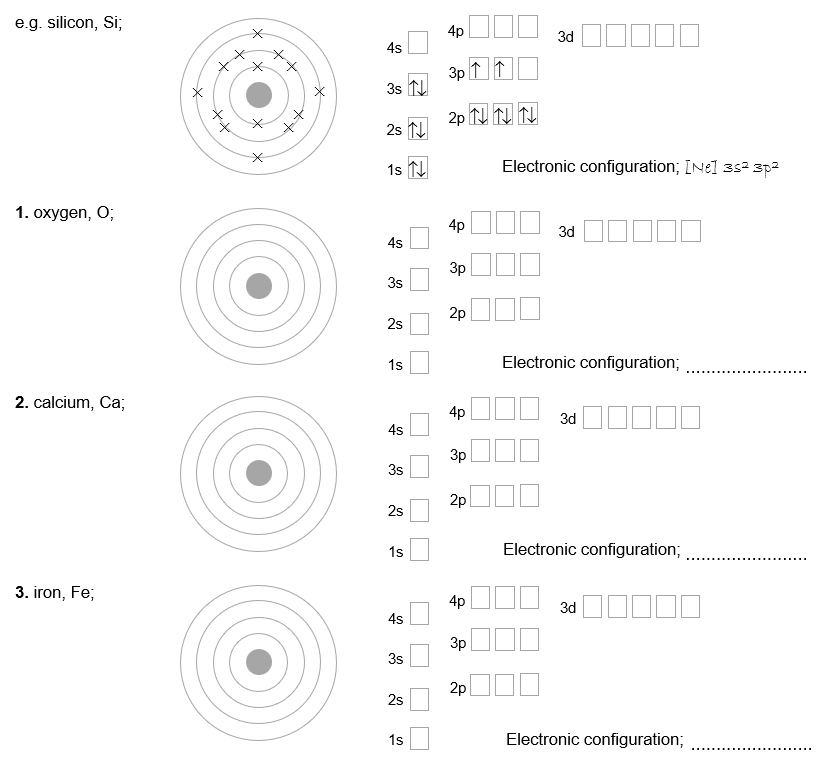 e.g. silicon, Si;
4p
3d
4s
3p ↑ ↑
3s ↑↓
2p ↑↓ ↑↓ ↑↓
2s ↑↓
1s ↑↓
Electronic configuration; [Ne] 3s² 3p²
1. oxygen, O;
4p
3d
4s
3p
3s
2p
2s
1s
Electronic configuration; ........................
2. calcium, Ca;
4p
3d
4s
3p
3s
2p
2s
1s
Electronic configuration; ........................
3. iron, Fe;
4p
3d
4s
3p
3s
2p
2s
1s
Electronic configuration; ........................